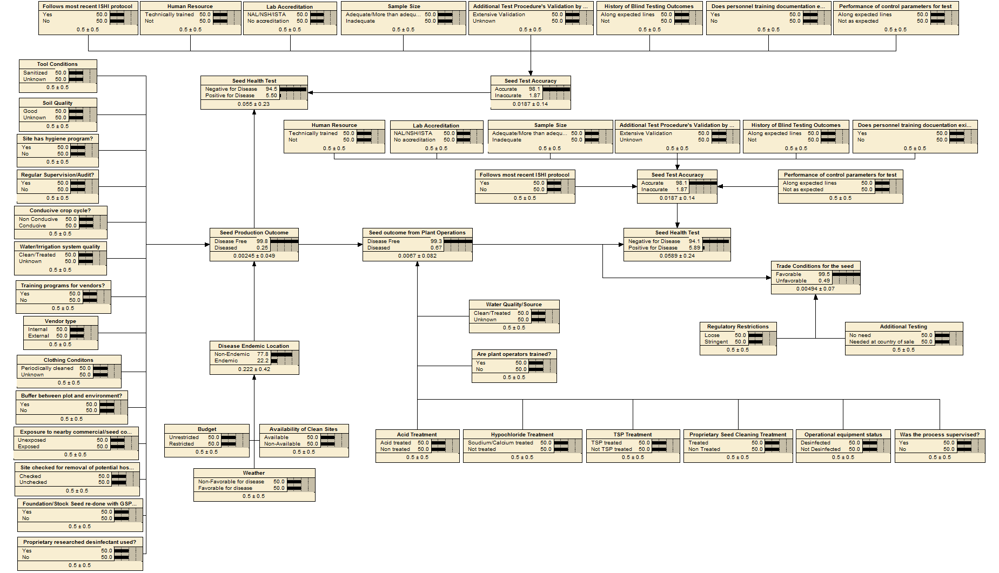 Follows most recent ISHI protocol
Yes 50.0
No 50.0
0.5 ± 0.5
Human Resource
Technically trained 50.0
Not 50.0
0.5 ± 0.5
Lab Accreditation
NAL/NSH/ISTA 50.0
No accreditation 50.0
0.5 ± 0.5
Sample Size
Adequate/More than adequ... 50.0
Inadequate 50.0
0.5 ± 0.5
Additional Test Procedure's Validation by ...
Extensive Validation 50.0
Unknown 50.0
0.5 ± 0.5
History of Blind Testing Outcomes
Along expected lines 50.0
Not 50.0
0.5 ± 0.5
Does personnel training documentation e...
Yes 50.0
No 50.0
0.5 ± 0.5
Performance of control parameters for test
Along expected lines 50.0
Not as expected 50.0
0.5 ± 0.5
Tool Conditions
Sanitized 50.0
Unknown 50.0
0.5 ± 0.5
Seed Health Test
Negative for Disease 94.5
Positive for Disease 5.50
0.055 ± 0.23
Seed Test Accuracy
Accurate 98.1
Inaccurate 1.87
0.0187 ± 0.14
Soil Quality
Good 50.0
Unknown 50.0
0.5 ± 0.5
Human Resource
Technically trained 50.0
Not 50.0
0.5 ± 0.5
Lab Accreditation
NAL/NSH/ISTA 50.0
No accreditation 50.0
0.5 ± 0.5
Sample Size
Adequate/More than adequ... 50.0
Inadequate 50.0
0.5 ± 0.5
Additional Test Procedure's Validation by ...
Extensive Validation 50.0
Unknown 50.0
0.5 ± 0.5
History of Blind Testing Outcomes
Along expected lines 50.0
Not 50.0
0.5 ± 0.5
Does personnel training docuentation exi...
Yes 50.0
No 50.0
0.5 ± 0.5
Site has hygiene program?
Yes 50.0
No 50.0
0.5 ± 0.5
Regular Supervision/Audit?
Yes 50.0
No 50.0
0.5 ± 0.5
Follows most recent ISHI protocol
Yes 50.0
No 50.0
0.5 ± 0.5
Seed Test Accuracy
Accurate 98.1
Inaccurate 1.87
0.0187 ± 0.14
Performance of control parameters for test
Along expected lines 50.0
Not as expected 50.0
0.5 ± 0.5
Conducive crop cycle?
Non Conducive 50.0
Conducive 50.0
0.5 ± 0.5
Seed Production Outcome
Disease Free 99.8
Diseased 0.25
0.00245 ± 0.049
Seed outcome from Plant Operations
Disease Free 99.3
Diseased 0.67
0.0067 ± 0.082
Seed Health Test
Negative for Disease 94.1
Positive for Disease 5.89
0.0589 ± 0.24
Water/Irrigation system quality
Clean/Treated 50.0
Unknown 50.0
0.5 ± 0.5
Trade Conditions for the seed
Favorable 99.5
Unfavorable 0.49
0.00494 ± 0.07
Training programs for vendors?
Yes 50.0
No 50.0
0.5 ± 0.5
Water Quality/Source
Clean/Treated 50.0
Unknown 50.0
0.5 ± 0.5
Vendor type
Internal 50.0
External 50.0
0.5 ± 0.5
Regulatory Restrictions
Loose 50.0
Stringent 50.0
0.5 ± 0.5
Additional Testing
No need 50.0
Needed at country of sale 50.0
0.5 ± 0.5
Disease Endemic Location
Non-Endemic 77.8
Endemic 22.2
0.222 ± 0.42
Are plant operators trained?
Yes 50.0
No 50.0
0.5 ± 0.5
Clothing Conditons
Periodically cleaned 50.0
Unknown 50.0
0.5 ± 0.5
Buffer between plot and environment?
Yes 50.0
No 50.0
0.5 ± 0.5
Budget
Unrestricted 50.0
Restricted 50.0
0.5 ± 0.5
Availability of Clean Sites
Available 50.0
Non-Available 50.0
0.5 ± 0.5
Exposure to nearby commercial/seed co...
Unexposed 50.0
Exposed 50.0
0.5 ± 0.5
Acid Treatment
Acid treated 50.0
Non treated 50.0
0.5 ± 0.5
Hypochloride Treatment
Soudium/Calcium treated 50.0
Not treated 50.0
0.5 ± 0.5
TSP Treatment
TSP treated 50.0
Not TSP treated 50.0
0.5 ± 0.5
Proprietary Seed Cleaning Treatment
Treated 50.0
Non Treated 50.0
0.5 ± 0.5
Operational equipment status
Desinfected 50.0
Not Desinfected 50.0
0.5 ± 0.5
Was the process supervised?
Yes 50.0
No 50.0
0.5 ± 0.5
Site checked for removal of potential hos...
Checked 50.0
Unchecked 50.0
0.5 ± 0.5
Weather
Non-Favorable for disease 50.0
Favorable for disease 50.0
0.5 ± 0.5
Foundation/Stock Seed re-done with GSP...
Yes 50.0
No 50.0
0.5 ± 0.5
Proprietary researched desinfectant used?
Yes 50.0
No 50.0
0.5 ± 0.5